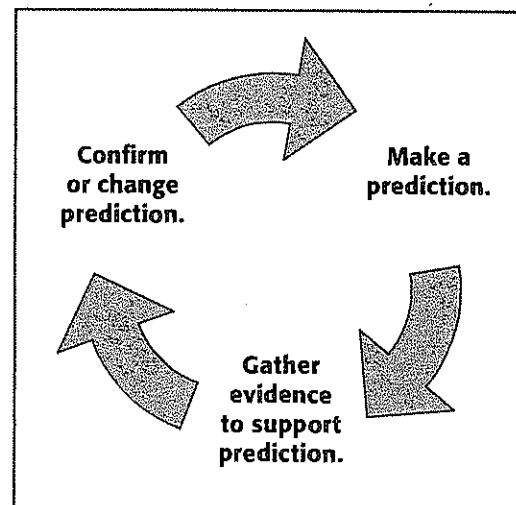 Make a
prediction.
Gather
evidence
to support
prediction.
Confirm
or change
prediction.